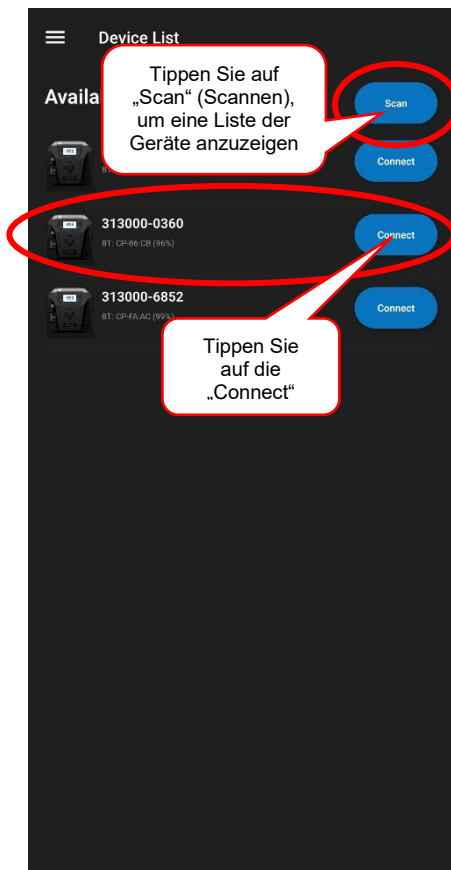 Device List
Tippen Sie auf
„Scan“ (Scannen),
um eine Liste der
Geräte anzuzeigen
Scan
Connect
313000-0360
BT: CP-86:CB (96%)
Connect
313000-6852
BT: CP-FA:AC (99%)
Connect
Tippen Sie
auf die
„Connect“